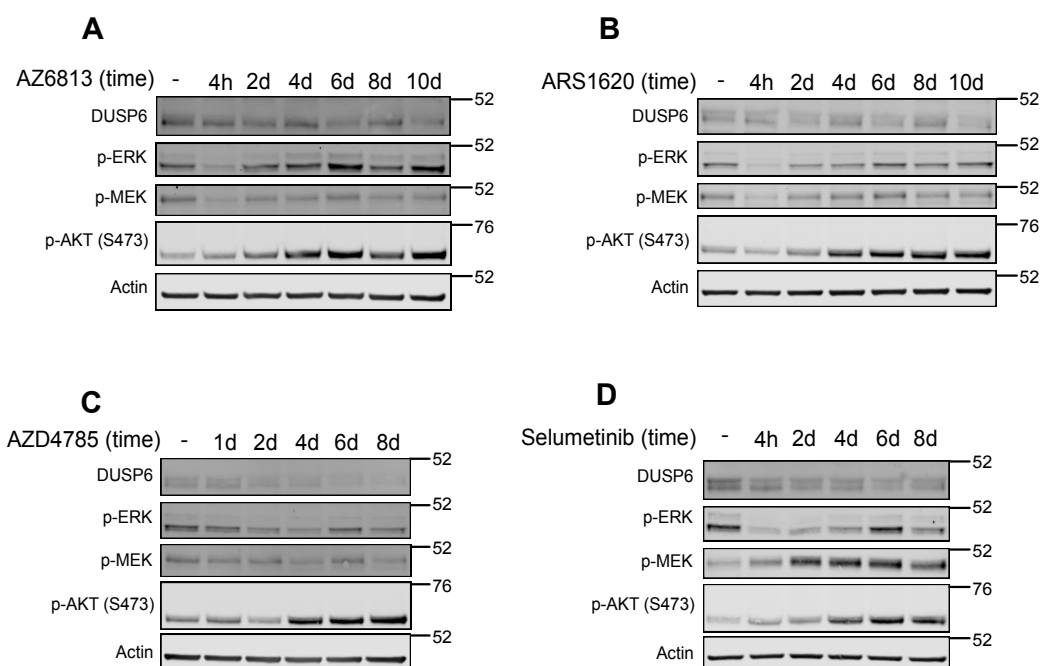 A
AZ6813 (time) - 4h 2d 4d 6d 8d 10d
52
DUSP6
52
p-ERK
52
p-MEK
76
p-AKT (S473)
52
Actin
B
ARS1620 (time) - 4h 2d 4d 6d 8d 10d
52
DUSP6
52
p-ERK
52
p-MEK
76
p-AKT (S473)
52
Actin
C
AZD4785 (time) - 1d 2d 4d 6d 8d
52
DUSP6
52
p-ERK
52
p-MEK
76
p-AKT (S473)
52
Actin
D
Selumetinib (time) - 4h 2d 4d 6d 8d
52
DUSP6
52
p-ERK
52
p-MEK
76
p-AKT (S473)
52
Actin